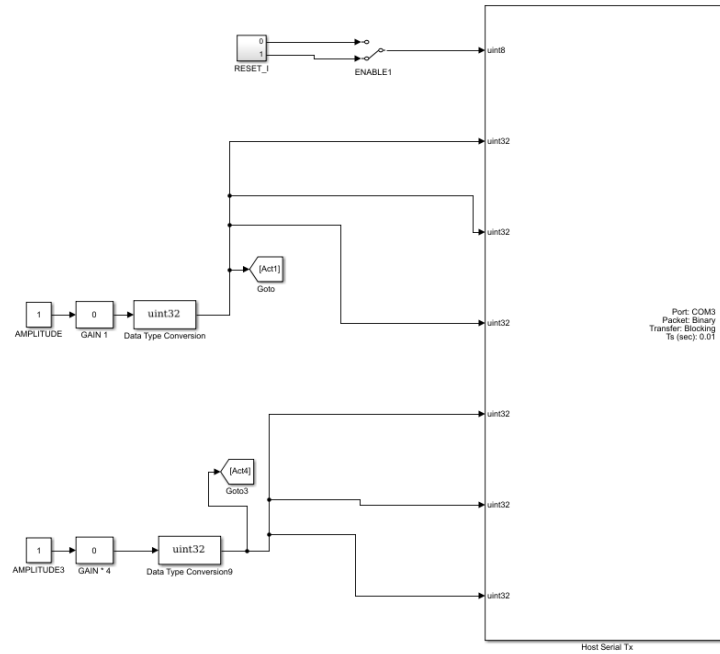 0
1
RESET_I
ENABLE1
uint8
uint32
uint32
[Act1]
Goto
1
AMPLITUDE
0
GAIN 1
uint32
Data Type Conversion
uint32
Port: COM3
Packet: Binary
Transfer: Blocking
Ts (sec): 0.01
uint32
[Act4]
Goto3
uint32
1
AMPLITUDE3
0
GAIN * 4
uint32
Data Type Conversion9
uint32
Host Serial Tx